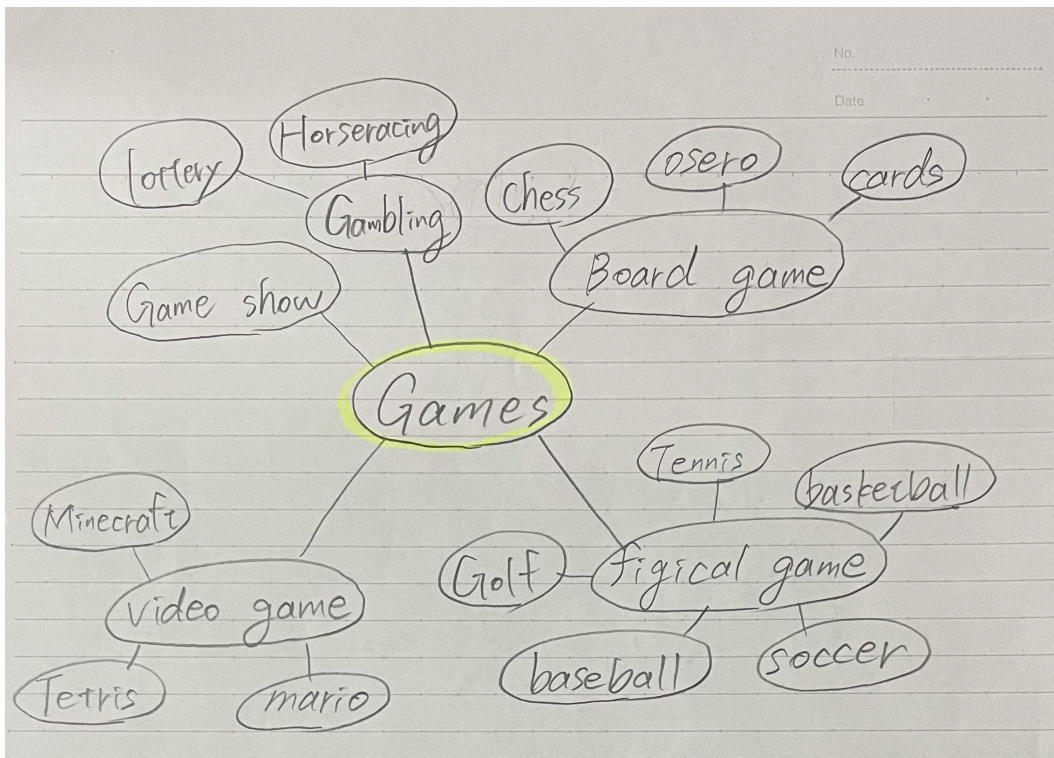 No.
Date
Horseracing
lottery
Gambling
chess
osero
cards
Game show
Board game
Games
Tennis
basketball
Minecraft
Golf
figical game
video game
baseball
soccer
Tetris
mario